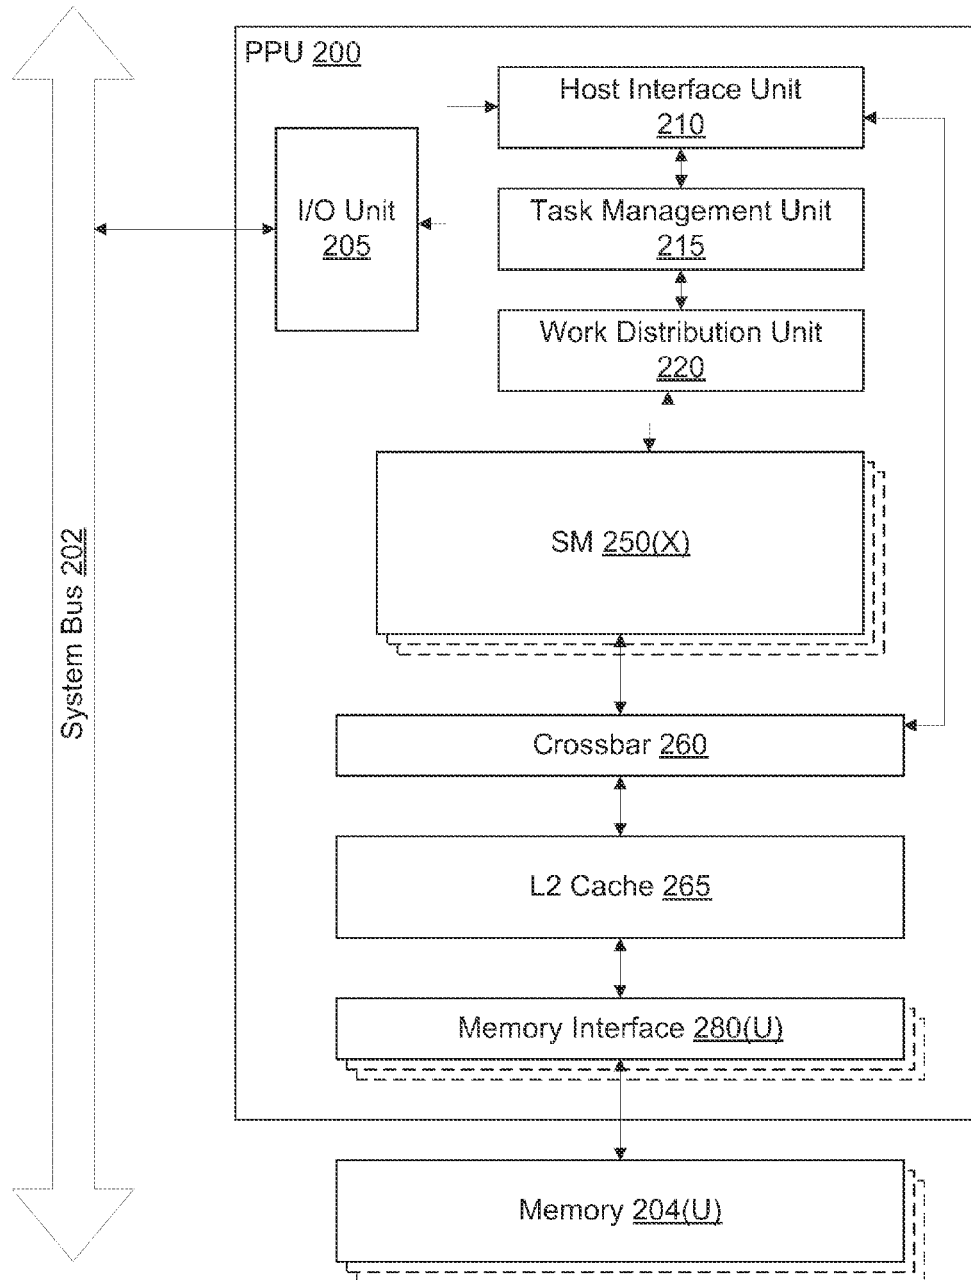 PPU 200
Host Interface Unit
210
I/O Unit
205
Task Management Unit
215
Work Distribution Unit
220
SM 250(X)
System Bus 202
Crossbar 260
L2 Cache 265
Memory Interface 280(U)
Memory 204(U)